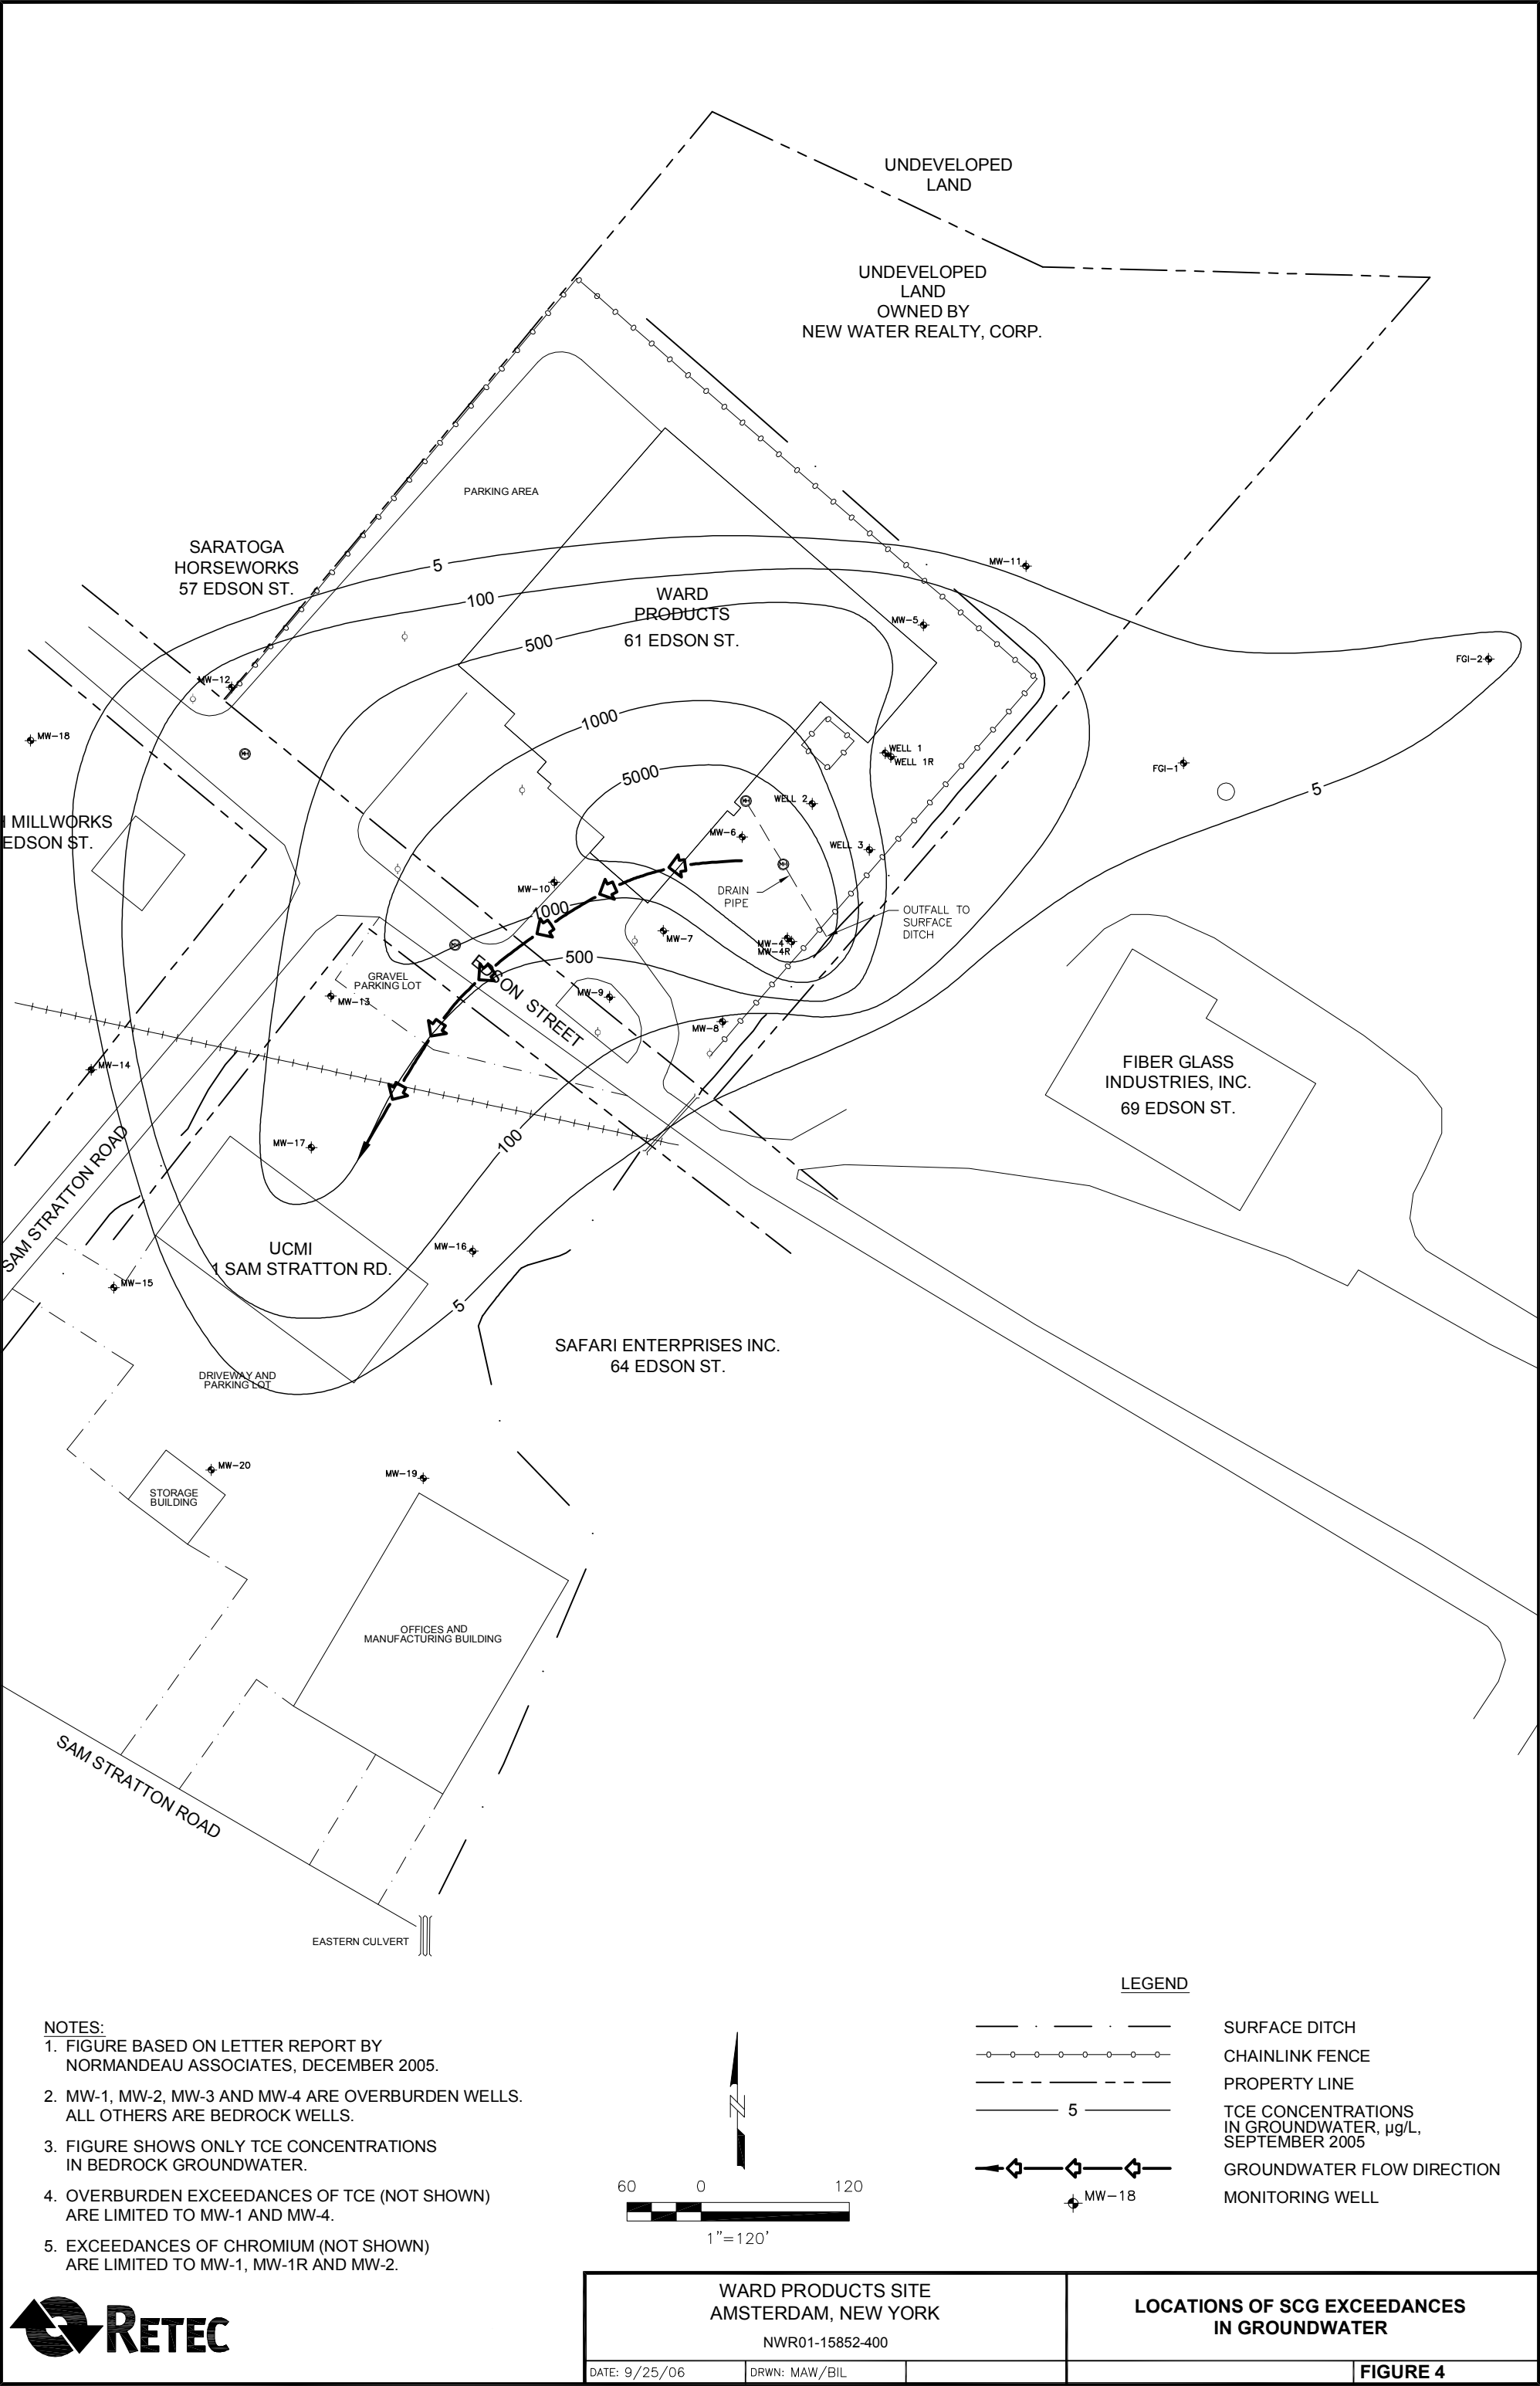 UNDEVELOPED
LAND
UNDEVELOPED
LAND
OWNED BY
NEW WATER REALTY, CORP.
PARKING AREA
SARATOGA
HORSEWORKS
57 EDSON ST.
5
100
500
WARD
PRODUCTS
61 EDSON ST.
MW-11
MW-5
FGI-2
MW-12
MW-18
1000
WELL 1
WELL 1R
FGI-1
5000
WELL 2
5
MILLWORKS
EDSON ST.
MW-6
WELL 3
MW-10
DRAIN
PIPE
1000
OUTFALL TO
SURFACE
DITCH
MW-7
MW-4
MW-4R
500
EDSON STREET
GRAVEL
PARKING LOT
MW-13
MW-9
MW-8
MW-14
FIBER GLASS
INDUSTRIES, INC.
69 EDSON ST.
100
MW-17
SAM STRATTON ROAD
UCMI
1 SAM STRATTON RD.
MW-16
MW-15
5
SAFARI ENTERPRISES INC.
64 EDSON ST.
DRIVEWAY AND
PARKING LOT
MW-20
MW-19
STORAGE
BUILDING
OFFICES AND
MANUFACTURING BUILDING
SAM STRATTON ROAD
EASTERN CULVERT
NOTES:
1. FIGURE BASED ON LETTER REPORT BY
NORMANDEAU ASSOCIATES, DECEMBER 2005.
2. MW-1, MW-2, MW-3 AND MW-4 ARE OVERBURDEN WELLS.
ALL OTHERS ARE BEDROCK WELLS.
3. FIGURE SHOWS ONLY TCE CONCENTRATIONS
IN BEDROCK GROUNDWATER.
4. OVERBURDEN EXCEEDANCES OF TCE (NOT SHOWN)
ARE LIMITED TO MW-1 AND MW-4.
5. EXCEEDANCES OF CHROMIUM (NOT SHOWN)
ARE LIMITED TO MW-1, MW-1R AND MW-2.
N
60 0 120
1"=120'
LEGEND
SURFACE DITCH
CHAINLINK FENCE
PROPERTY LINE
5
TCE CONCENTRATIONS
IN GROUNDWATER, µg/L,
SEPTEMBER 2005
GROUNDWATER FLOW DIRECTION
MW-18
MONITORING WELL
RETEC
WARD PRODUCTS SITE
AMSTERDAM, NEW YORK
NWR01-15852-400
DATE: 9/25/06
DRWN: MAW/BIL
LOCATIONS OF SCG EXCEEDANCES
IN GROUNDWATER
FIGURE 4